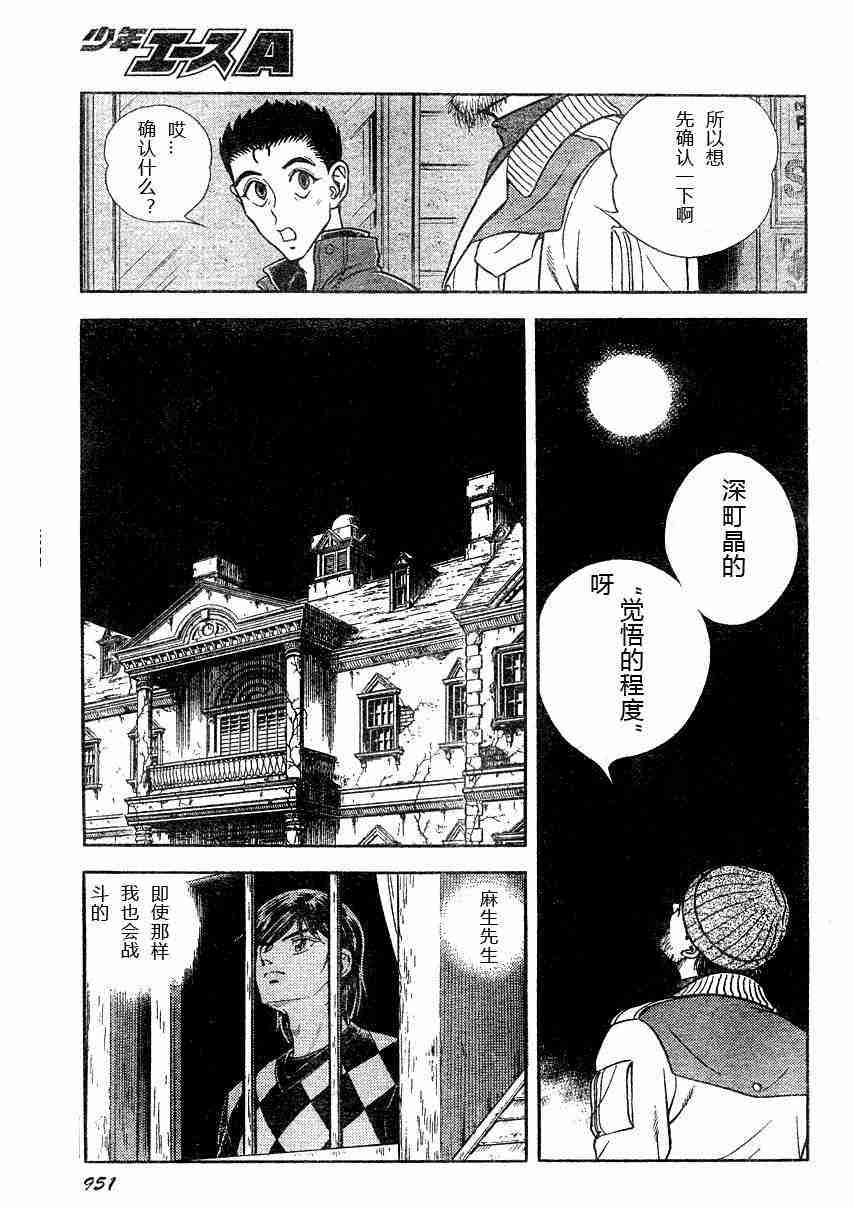 少年エースA
所以想
先确认一下啊
哎…
确认什么？
深町晶的
“觉悟的程度”
呀
麻生先生
即使那样
我也会战
斗的
951